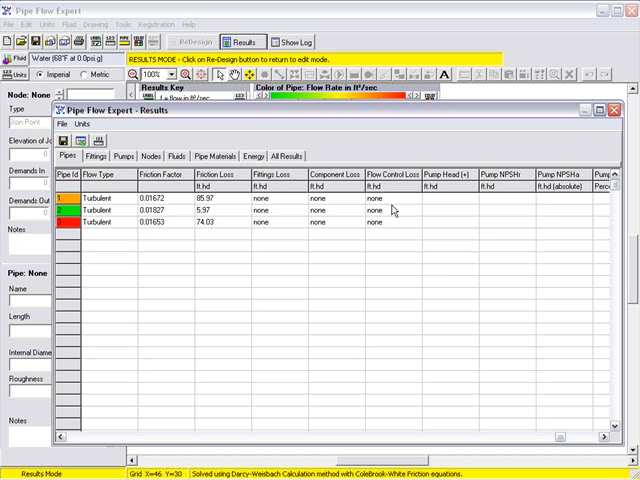 Pipe Flow Expert
File Edit Units Fluid Drawing Tools Registration Help
ReDesign Results Show Log
Fluid Water (68°F at 0.0psi.g) RESULTS MODE - Click on Re-Design button to return to edit mode.
Units Imperial Metric 100% A
Node: None Results Key Color of Pipe: Flow Rate in ft³/sec
Type
Join Point
Elevation of Jo
0
Demands In
0
Demands Out
0
Notes
Pipe: None
Name
Length
Internal Diame
Roughness
Notes
Pipe Flow Expert - Results
File Units
Pipes Fittings Pumps Nodes Fluids Pipe Materials Energy All Results
Pipe Id Flow Type Friction Factor Friction Loss Fittings Loss Component Loss Flow Control Loss Pump Head (+) Pump NPSHr Pump NPSHa Pump
ft.hd ft.hd ft.hd ft.hd ft.hd ft.hd ft.hd (absolute) Perce
1 Turbulent 0.01672 85.97 none none none
2 Turbulent 0.01827 5.97 none none none
3 Turbulent 0.01653 74.03 none none none
Results Mode Grid X=46 Y=30 Solved using Darcy-Weisbach Calculation method with ColeBrook-White Friction equations.